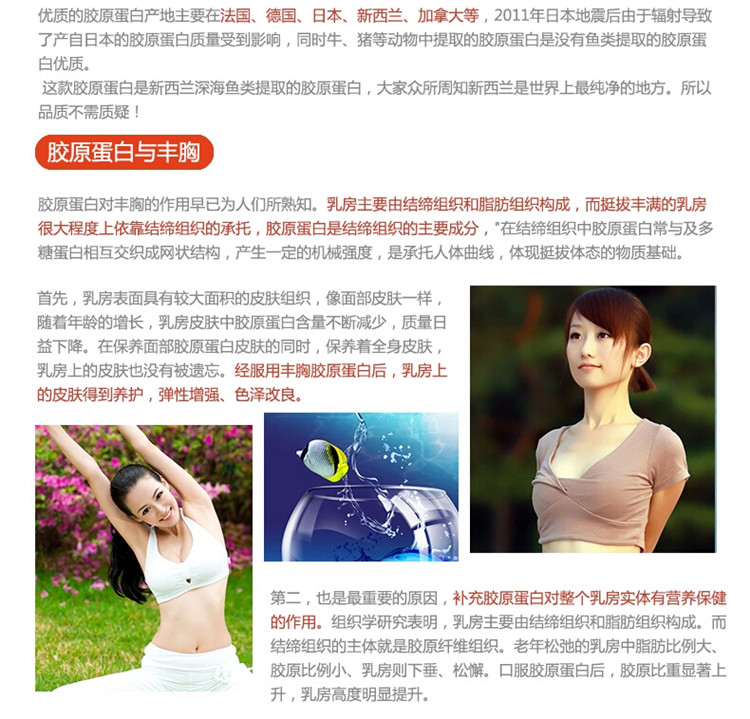 优质的胶原蛋白产地主要在法国、德国、日本、新西兰、加拿大等，2011年日本地震后由于辐射导致
了产自日本的胶原蛋白质量受到影响，同时牛、猪等动物中提取的胶原蛋白是没有鱼类提取的胶原蛋
白优质。
这款胶原蛋白是新西兰深海鱼类提取的胶原蛋白，大家众所周知新西兰是世界上最纯净的地方。所以
品质不需质疑！
胶原蛋白与丰胸
胶原蛋白对丰胸的作用早已为人们所熟知。乳房主要由结缔组织和脂肪组织构成，而挺拔丰满的乳房
很大程度上依靠结缔组织的承托，胶原蛋白是结缔组织的主要成分，"在结缔组织中胶原蛋白常与及多
糖蛋白相互交织成网状结构，产生一定的机械强度，是承托人体曲线，体现挺拔体态的物质基础。
首先，乳房表面具有较大面积的皮肤组织，像面部皮肤一样，
随着年龄的增长，乳房皮肤中胶原蛋白含量不断减少，质量日
益下降。在保养面部胶原蛋白皮肤的同时，保养着全身皮肤，
乳房上的皮肤也没有被遗忘。经服用丰胸胶原蛋白后，乳房上
的皮肤得到养护，弹性增强、色泽改良。
第二，也是最重要的原因，补充胶原蛋白对整个乳房实体有营养保健
的作用。组织学研究表明，乳房主要由结缔组织和脂肪组织构成。而
结缔组织的主体就是胶原纤维组织。老年松弛的乳房中脂肪比例大、
胶原比例小、乳房则下垂、松懈。口服胶原蛋白后，胶原比重显著上
升，乳房高度明显提升。